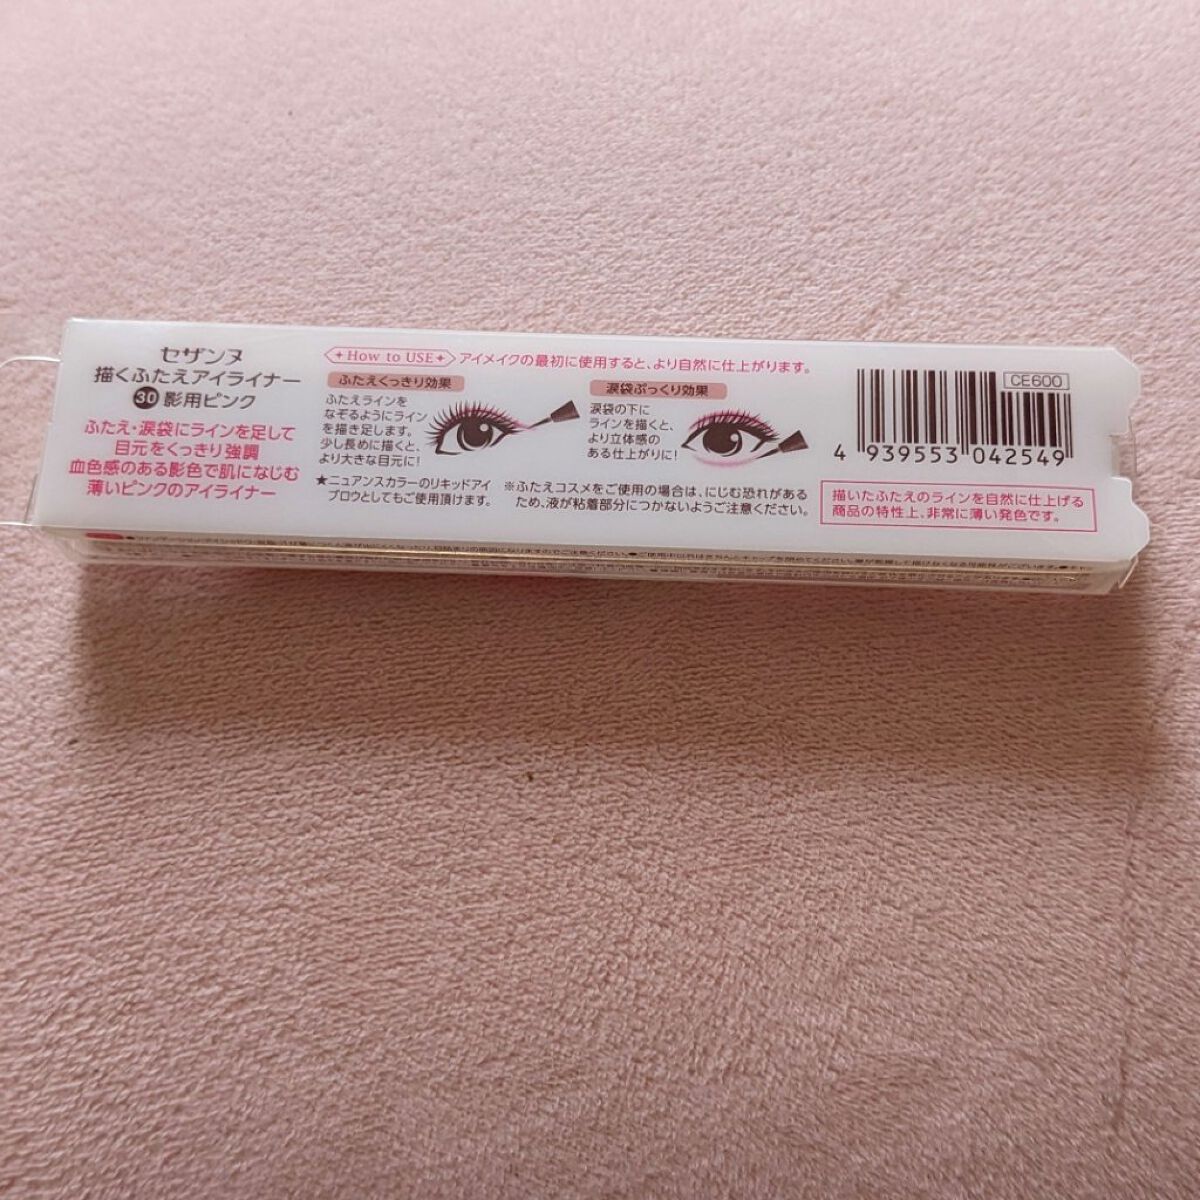 セザンヌ
描くふたえアイライナー
30 影用ピンク
ふたえ・涙袋にラインを足して
目元をくっきり強調
血色感のある影色で肌になじむ
薄いピンクのアイライナー
How to USE アイメイクの最初に使用すると、より自然に仕上がります。
ふたえくっきり効果
ふたえラインを
なぞるようにライン
を描き足します。
少し長めに描くと、
より大きな目元に!
★ニュアンスカラーのリキッドアイ
ブロウとしてもご使用頂けます。
涙袋ぷっくり効果
涙袋の下に
ラインを描くと、
より立体感の
ある仕上がりに!
※ふたえコスメをご使用の場合は、にじむ恐れがある
ため、液が粘着部分につかないようご注意ください。
CE600
4 939553 042549
描いたふたえのラインを自然に仕上げる
商品の特性上、非常に薄い発色です。